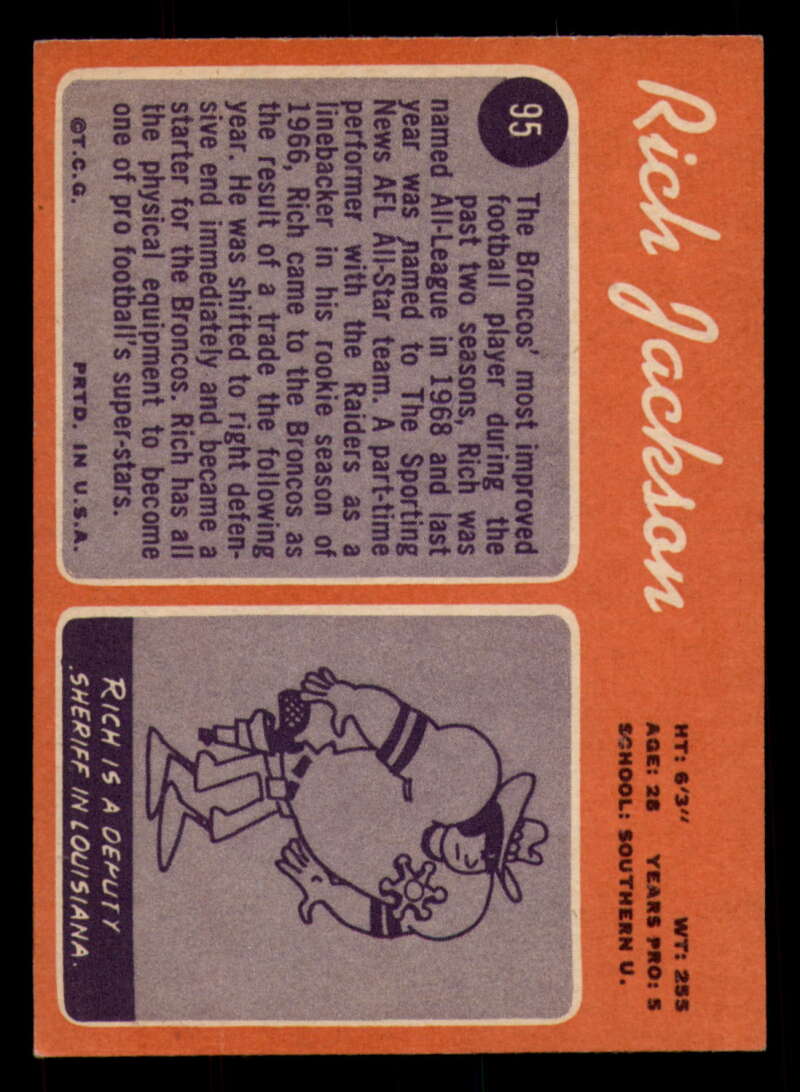 Rich Jackson
HT: 6'3" WT: 255
AGE: 28 YEARS PRO: 5
SCHOOL: SOUTHERN U.
95
The Broncos' most improved
football player during the
past two seasons, Rich was
named All-League in 1968 and last
year was named to The Sporting
News AFL All-Star team. A part-time
performer with the Raiders as a
linebacker in his rookie season of
1966, Rich came to the Broncos as
the result of a trade the following
year. He was shifted to right defen-
sive end immediately and became a
starter for the Broncos. Rich has all
the physical equipment to become
one of pro football's super-stars.
©T.C.G. PRTD. IN U.S.A.
RICH IS A DEPUTY
SHERIFF IN LOUISIANA.